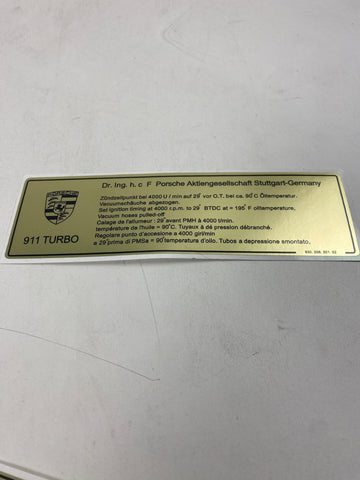 Dr. Ing. h. c F Porsche Aktiengesellschaft Stuttgart-Germany
Zündzeitpunkt bei 4000 U / min auf 29° vor O.T. bei ca. 90°C Öltemperatur.
Vacuumschäuche abgezogen.
Set ignition timing at 4000 r.p.m. to 29° BTDC at = 195° F oiltemperature.
Vacuum hoses pulled-off
Celage de l'allumeur : 29° avant PMH à 4000 t/min.
température de l'huile = 90°C. Tuyaux à dé pression débranché.
Regolare punto d'accesione a 4000 giri/min
a 29° prima di PMSa = 90° temperatura d'olio. Tubos a depressione smontato,
911 TURBO